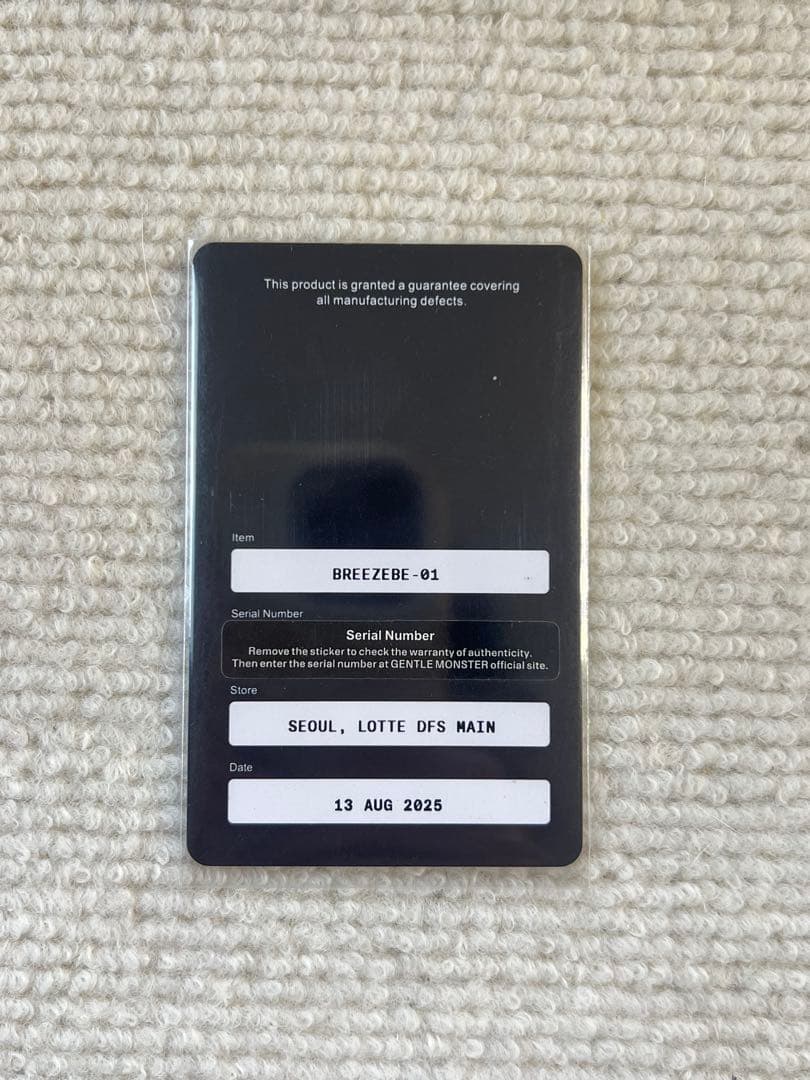 This product is granted a guarantee covering
all manufacturing defects.
Item
BREEZEBE-01
Serial Number
Serial Number
Remove the sticker to check the warranty of authenticity.
Then enter the serial number at GENTLE MONSTER official site.
Store
SEOUL, LOTTE DFS MAIN
Date
13 AUG 2025